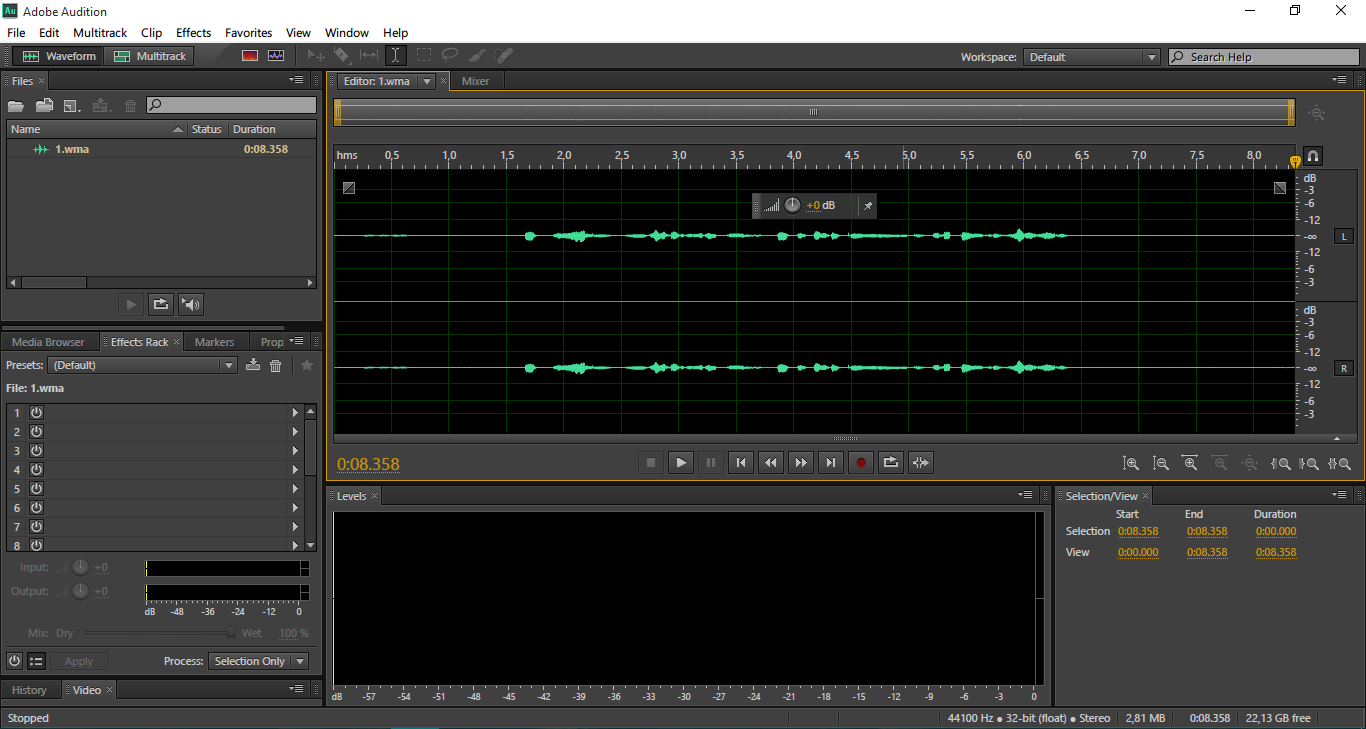 Au Adobe Audition
File Edit Multitrack Clip Effects Favorites View Window Help
Waveform Multitrack Workspace: Default Search Help
Files ×
Name Status Duration
1.wma 0:08.358
Media Browser Effects Rack × Markers Prop
Presets: (Default)
File: 1.wma
1
2
3
4
5
6
7
8
Input: +0
Output: +0
dB -48 -36 -24 -12 0
Mix: Dry Wet 100 %
Apply Process: Selection Only
History Video ×
Editor: 1.wma × Mixer
hms 0,5 1,0 1,5 2,0 2,5 3,0 3,5 4,0 4,5 5,0 5,5 6,0 6,5 7,0 7,5 8,0
+0 dB
dB
-3
-6
-12
-∞ L
-12
-6
-3
dB
-3
-6
-12
-∞ R
-12
-6
-3
0:08.358
Levels ×
dB -57 -54 -51 -48 -45 -42 -39 -36 -33 -30 -27 -24 -21 -18 -15 -12 -9 -6 -3 0
Selection/View ×
Start End Duration
Selection 0:08.358 0:08.358 0:00.000
View 0:00.000 0:08.358 0:08.358
Stopped 44100 Hz ● 32-bit (float) ● Stereo 2,81 MB 0:08.358 22,13 GB free